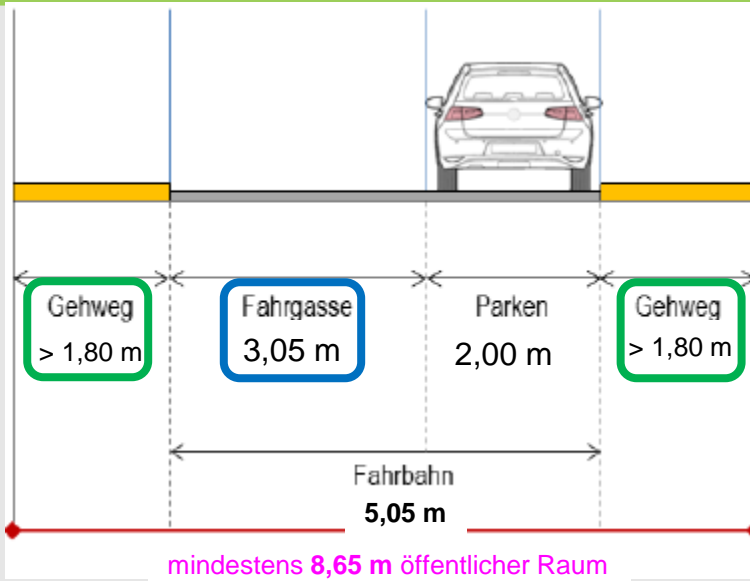 Gehweg
> 1,80 m
Fahrgasse
3,05 m
Parken
2,00 m
Gehweg
> 1,80 m
Fahrbahn
5,05 m
mindestens 8,65 m öffentlicher Raum